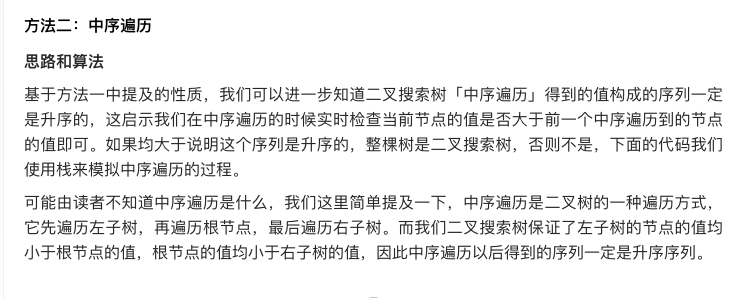 方法二：中序遍历
思路和算法
基于方法一中提及的性质，我们可以进一步知道二叉搜索树「中序遍历」得到的值构成的序列一定
是升序的，这启示我们在中序遍历的时候实时检查当前节点的值是否大于前一个中序遍历到的节点
的值即可。如果均大于说明这个序列是升序的，整棵树是二叉搜索树，否则不是，下面的代码我们
使用栈来模拟中序遍历的过程。
可能由读者不知道中序遍历是什么，我们这里简单提及一下，中序遍历是二叉树的一种遍历方式，
它先遍历左子树，再遍历根节点，最后遍历右子树。而我们二叉搜索树保证了左子树的节点的值均
小于根节点的值，根节点的值均小于右子树的值，因此中序遍历以后得到的序列一定是升序序列。